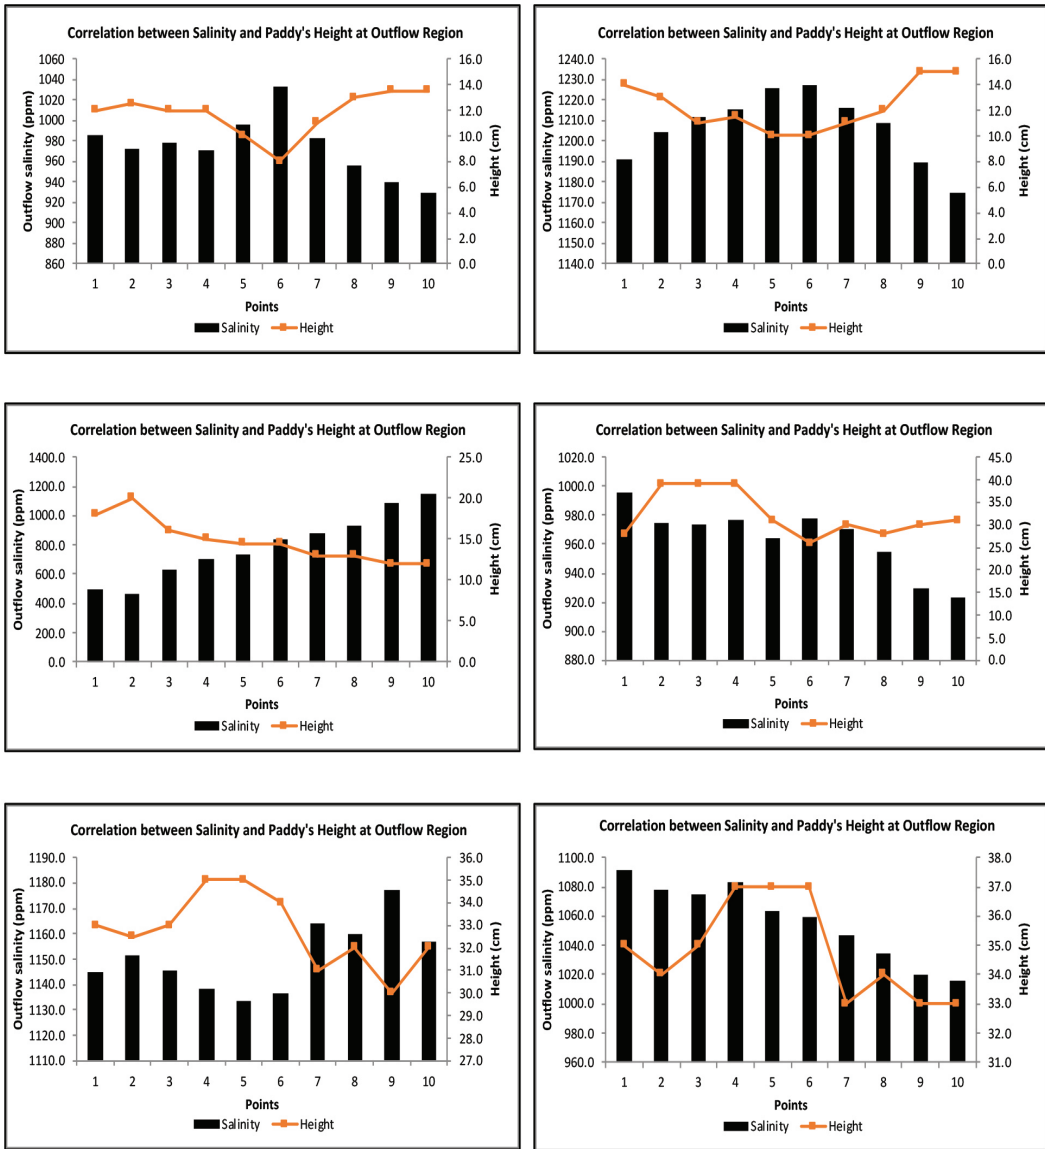 Correlation between Salinity and Paddy's Height at Outflow Region
Outflow salinity (ppm)
1060
1040
1020
1000
980
960
940
920
900
880
860
16.0
14.0
12.0
10.0
8.0
6.0
4.0
2.0
0.0
Height (cm)
1 2 3 4 5 6 7 8 9 10
Points
Salinity Height
Correlation between Salinity and Paddy's Height at Outflow Region
Outflow salinity (ppm)
1240.0
1230.0
1220.0
1210.0
1200.0
1190.0
1180.0
1170.0
1160.0
1150.0
1140.0
16.0
14.0
12.0
10.0
8.0
6.0
4.0
2.0
0.0
Height (cm)
1 2 3 4 5 6 7 8 9 10
Points
Salinity Height
Correlation between Salinity and Paddy's Height at Outflow Region
Outflow salinity (ppm)
1400.0
1200.0
1000.0
800.0
600.0
400.0
200.0
0.0
25.0
20.0
15.0
10.0
5.0
0.0
Height (cm)
1 2 3 4 5 6 7 8 9 10
Points
Salinity Height
Correlation between Salinity and Paddy's Height at Outflow Region
Outflow salinity (ppm)
1020.0
1000.0
980.0
960.0
940.0
920.0
900.0
880.0
45.0
40.0
35.0
30.0
25.0
20.0
15.0
10.0
5.0
0.0
Height (cm)
1 2 3 4 5 6 7 8 9 10
Points
Salinity Height
Correlation between Salinity and Paddy's Height at Outflow Region
Outflow salinity (ppm)
1190.0
1180.0
1170.0
1160.0
1150.0
1140.0
1130.0
1120.0
1110.0
36.0
35.0
34.0
33.0
32.0
31.0
30.0
29.0
28.0
27.0
Height (cm)
1 2 3 4 5 6 7 8 9 10
Points
Salinity Height
Correlation between Salinity and Paddy's Height at Outflow Region
Outflow salinity (ppm)
1100.0
1080.0
1060.0
1040.0
1020.0
1000.0
980.0
960.0
38.0
37.0
36.0
35.0
34.0
33.0
32.0
31.0
Height (cm)
1 2 3 4 5 6 7 8 9 10
Points
Salinity Height